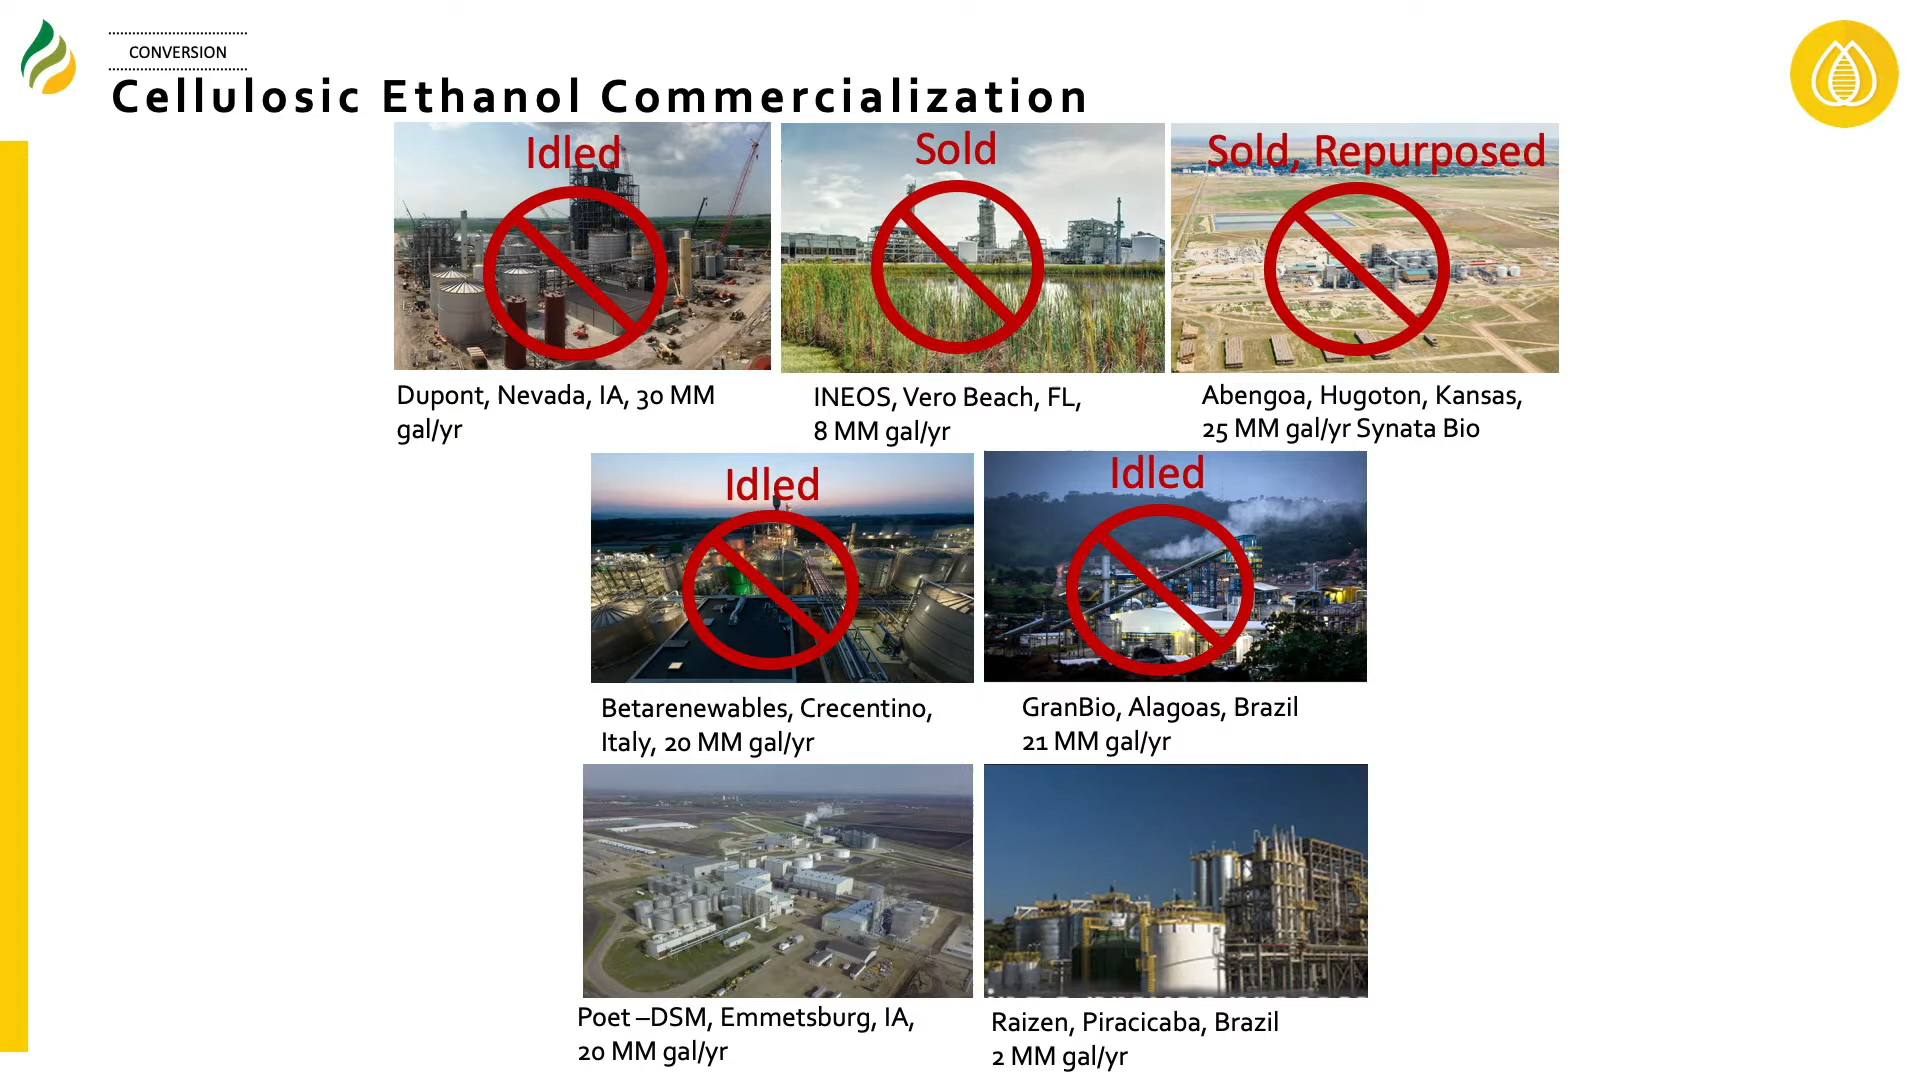 CONVERSION
Cellulosic Ethanol Commercialization
Idled
Sold
Sold, Repurposed
Dupont, Nevada, IA, 30 MM
gal/yr
INEOS, Vero Beach, FL,
8 MM gal/yr
Abengoa, Hugoton, Kansas,
25 MM gal/yr Synata Bio
Idled
Idled
Betarenewables, Crecentino,
Italy, 20 MM gal/yr
GranBio, Alagoas, Brazil
21 MM gal/yr
Poet –DSM, Emmetsburg, IA,
20 MM gal/yr
Raizen, Piracicaba, Brazil
2 MM gal/yr